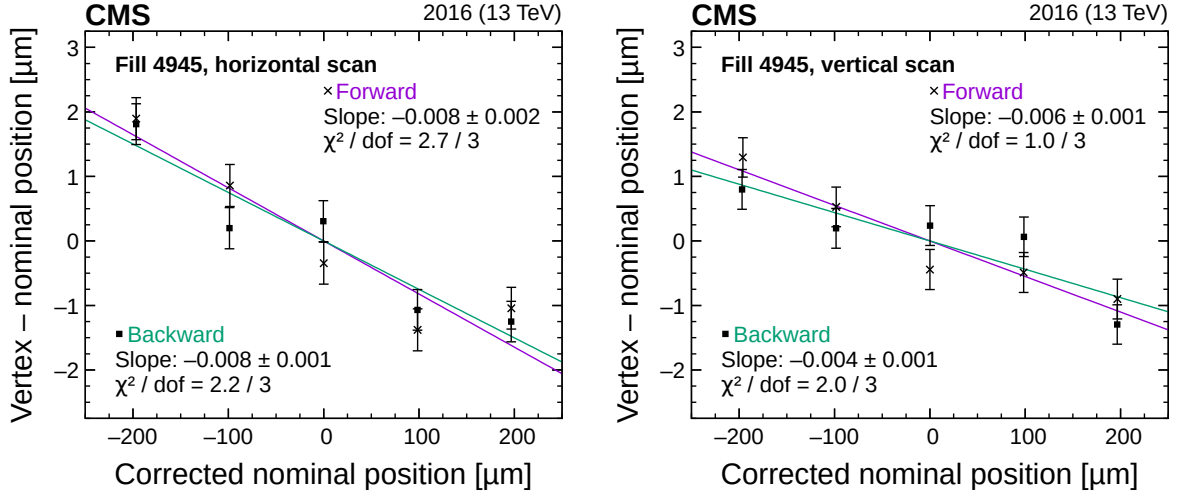 CMS
2016 (13 TeV)
Vertex – nominal position [µm]
3
2
1
0
–1
–2
Fill 4945, horizontal scan
× Forward
Slope: –0.008 ± 0.002
χ² / dof = 2.7 / 3
■ Backward
Slope: –0.008 ± 0.001
χ² / dof = 2.2 / 3
–200 –100 0 100 200
Corrected nominal position [µm]
CMS
2016 (13 TeV)
Vertex – nominal position [µm]
3
2
1
0
–1
–2
Fill 4945, vertical scan
× Forward
Slope: –0.006 ± 0.001
χ² / dof = 1.0 / 3
■ Backward
Slope: –0.004 ± 0.001
χ² / dof = 2.0 / 3
–200 –100 0 100 200
Corrected nominal position [µm]